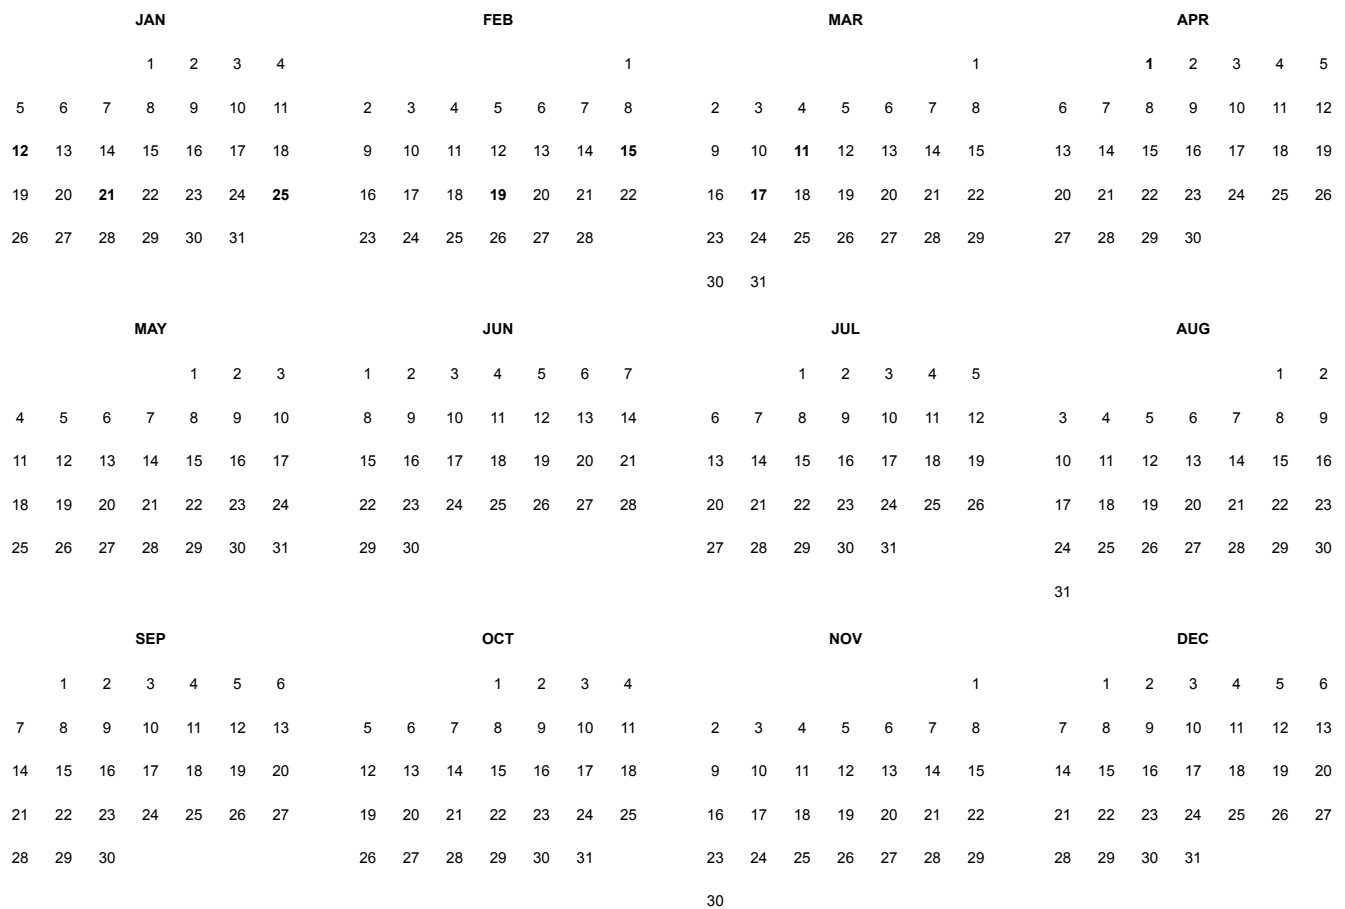 JAN FEB MAR APR
1 2 3 4 1 1 1 2 3 4 5
5 6 7 8 9 10 11 2 3 4 5 6 7 8 2 3 4 5 6 7 8 6 7 8 9 10 11 12
12 13 14 15 16 17 18 9 10 11 12 13 14 15 9 10 11 12 13 14 15 13 14 15 16 17 18 19
19 20 21 22 23 24 25 16 17 18 19 20 21 22 16 17 18 19 20 21 22 20 21 22 23 24 25 26
26 27 28 29 30 31 23 24 25 26 27 28 23 24 25 26 27 28 29 27 28 29 30
30 31
MAY JUN JUL AUG
1 2 3 1 2 3 4 5 6 7 1 2 3 4 5 1 2
4 5 6 7 8 9 10 8 9 10 11 12 13 14 6 7 8 9 10 11 12 3 4 5 6 7 8 9
11 12 13 14 15 16 17 15 16 17 18 19 20 21 13 14 15 16 17 18 19 10 11 12 13 14 15 16
18 19 20 21 22 23 24 22 23 24 25 26 27 28 20 21 22 23 24 25 26 17 18 19 20 21 22 23
25 26 27 28 29 30 31 29 30 27 28 29 30 31 24 25 26 27 28 29 30
31
SEP OCT NOV DEC
1 2 3 4 5 6 1 2 3 4 1 1 2 3 4 5 6
7 8 9 10 11 12 13 5 6 7 8 9 10 11 2 3 4 5 6 7 8 7 8 9 10 11 12 13
14 15 16 17 18 19 20 12 13 14 15 16 17 18 9 10 11 12 13 14 15 14 15 16 17 18 19 20
21 22 23 24 25 26 27 19 20 21 22 23 24 25 16 17 18 19 20 21 22 21 22 23 24 25 26 27
28 29 30 26 27 28 29 30 31 23 24 25 26 27 28 29 28 29 30 31
30